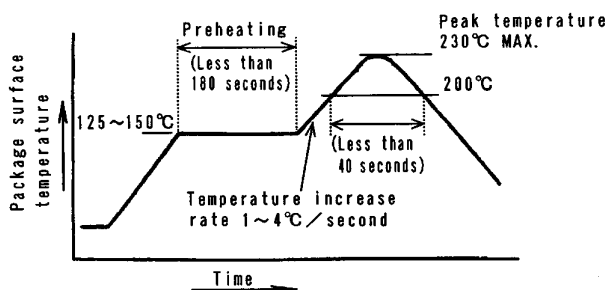 Preheating
(Less than
180 seconds)
Peak temperature
230℃ MAX.
200℃
125～150℃
(Less than
40 seconds)
Temperature increase
rate 1～4℃/second
Package surface
temperature
Time